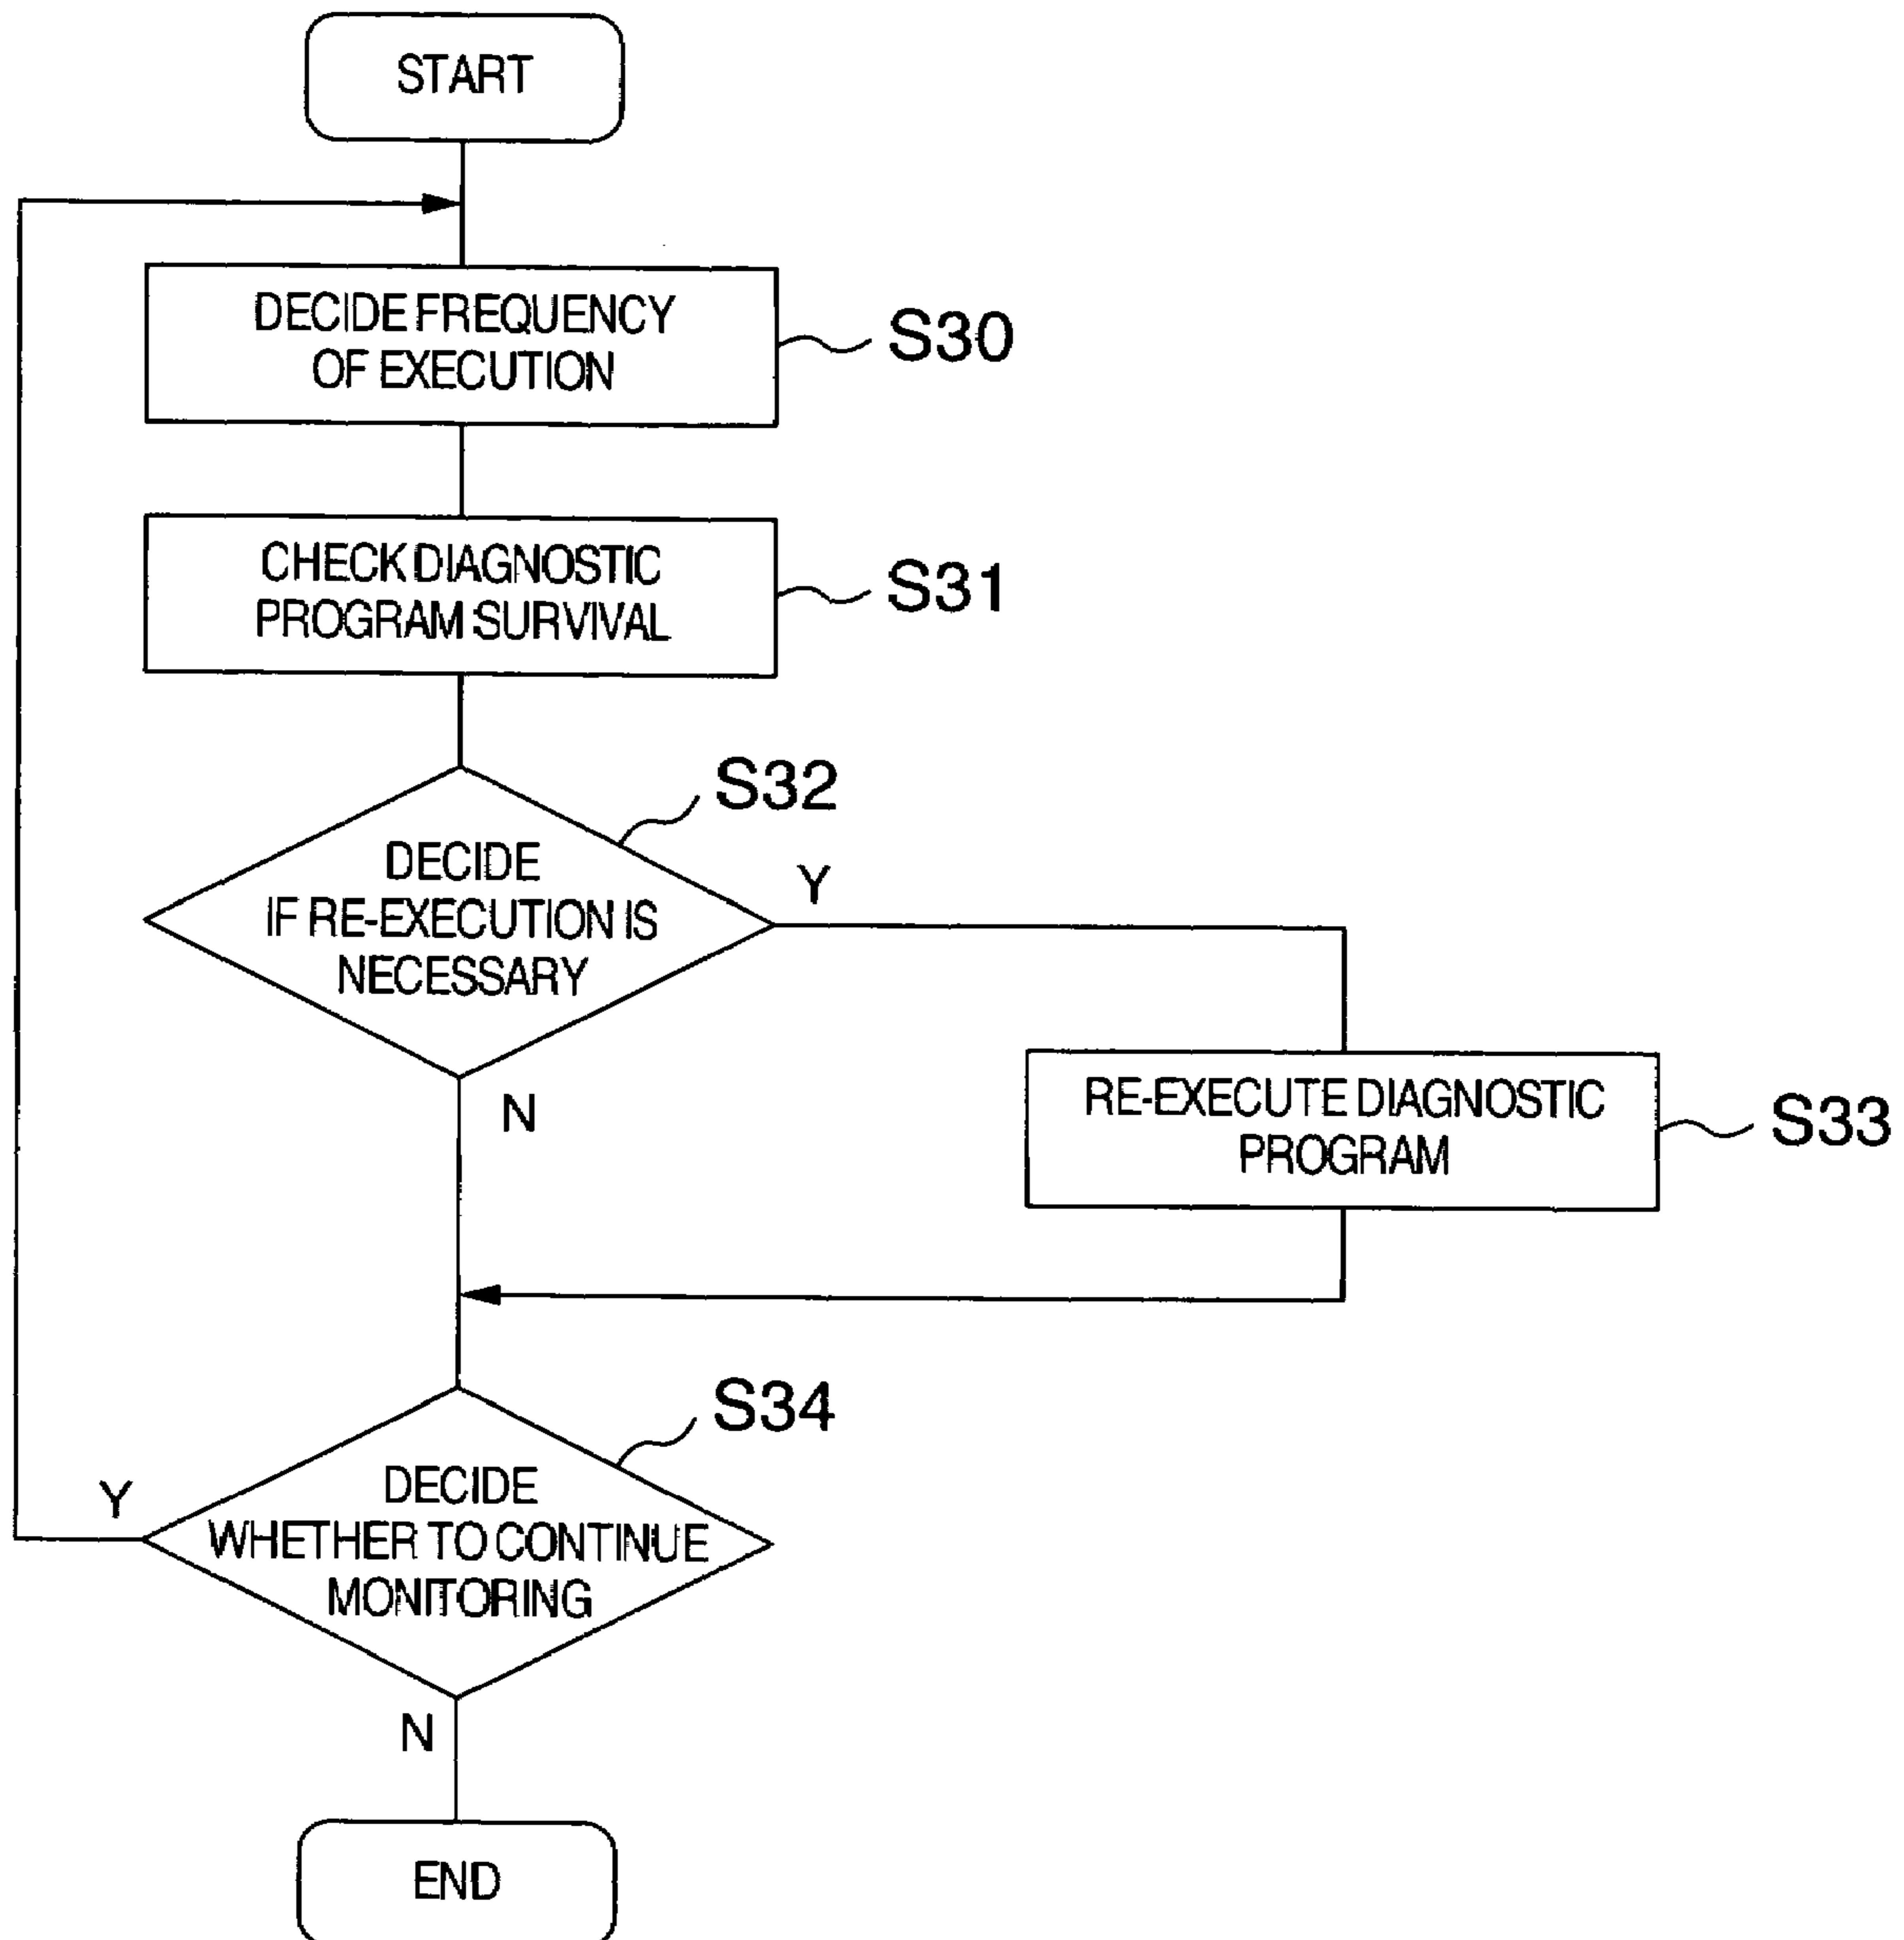 START
DECIDE FREQUENCY
OF EXECUTION
S30
CHECK DIAGNOSTIC
PROGRAM SURVIVAL
S31
S32
DECIDE
IF RE-EXECUTION IS
NECESSARY
Y
N
RE-EXECUTE DIAGNOSTIC
PROGRAM
S33
S34
DECIDE
WHETHER TO CONTINUE
MONITORING
Y
N
END